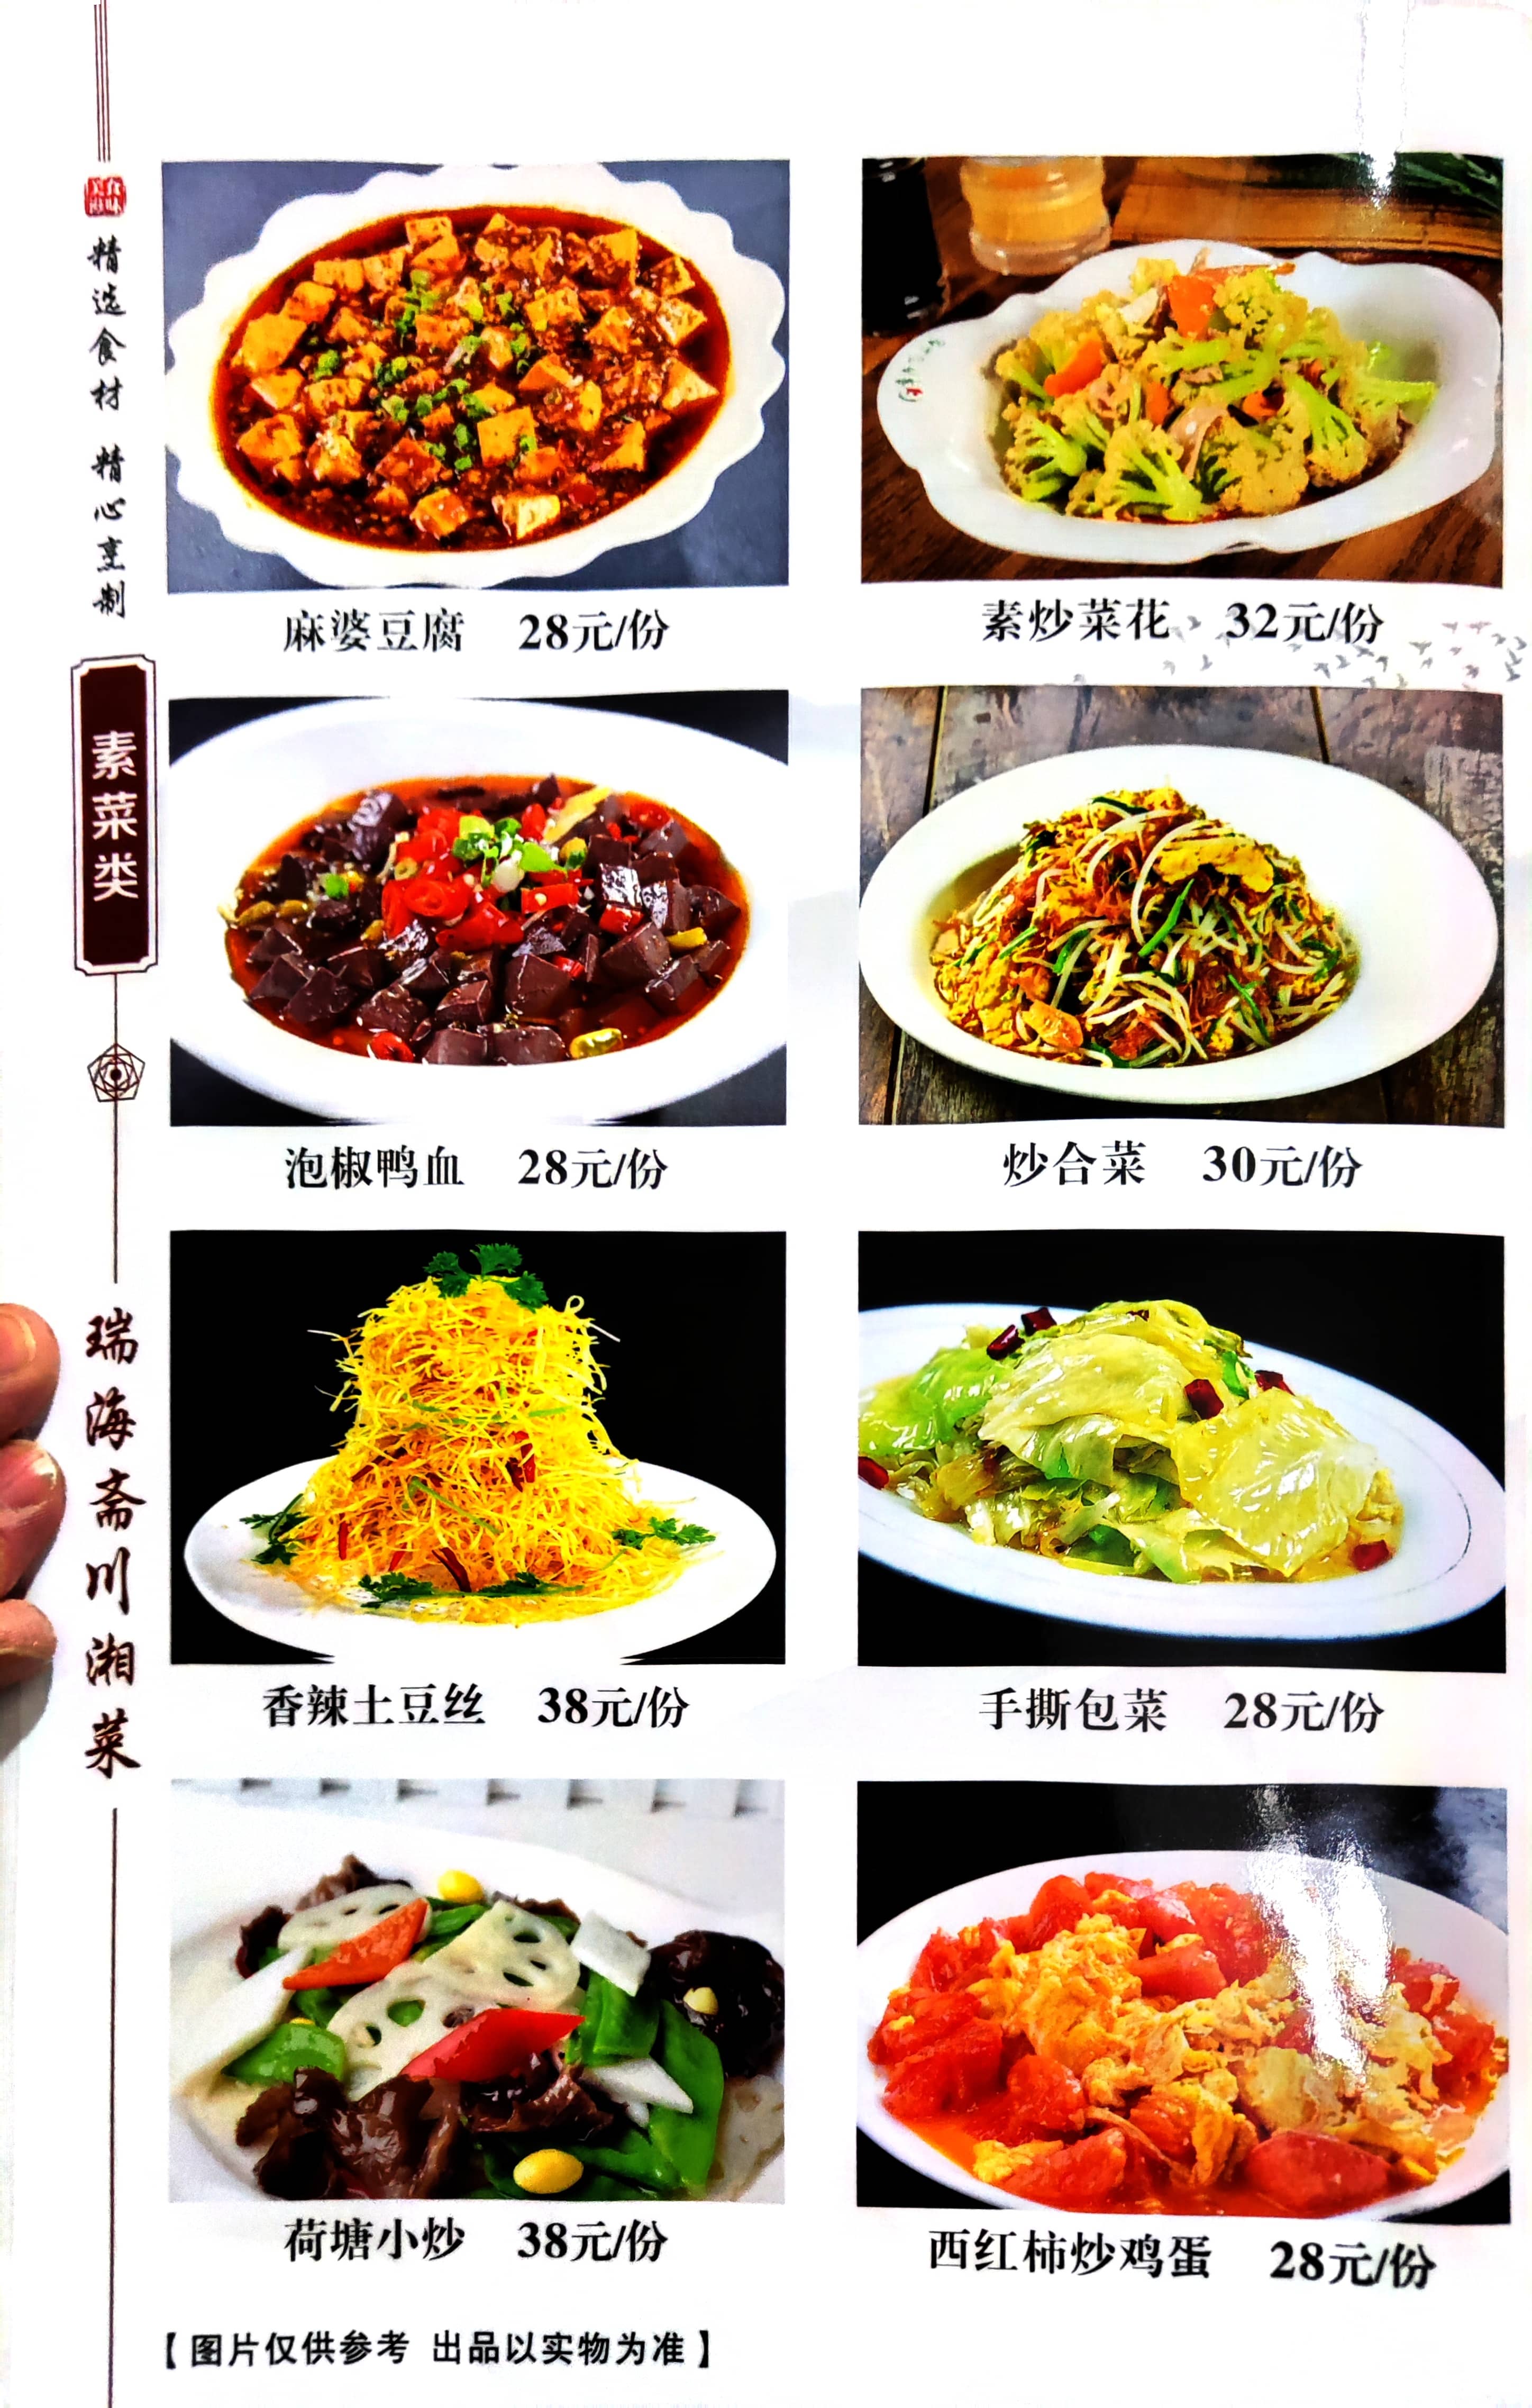 精选食材 精心烹制
素菜类
瑞海斋川湘菜
麻婆豆腐 28元/份
素炒菜花 32元/份
泡椒鸭血 28元/份
炒合菜 30元/份
香辣土豆丝 38元/份
手撕包菜 28元/份
荷塘小炒 38元/份
西红柿炒鸡蛋 28元/份
【图片仅供参考 出品以实物为准】